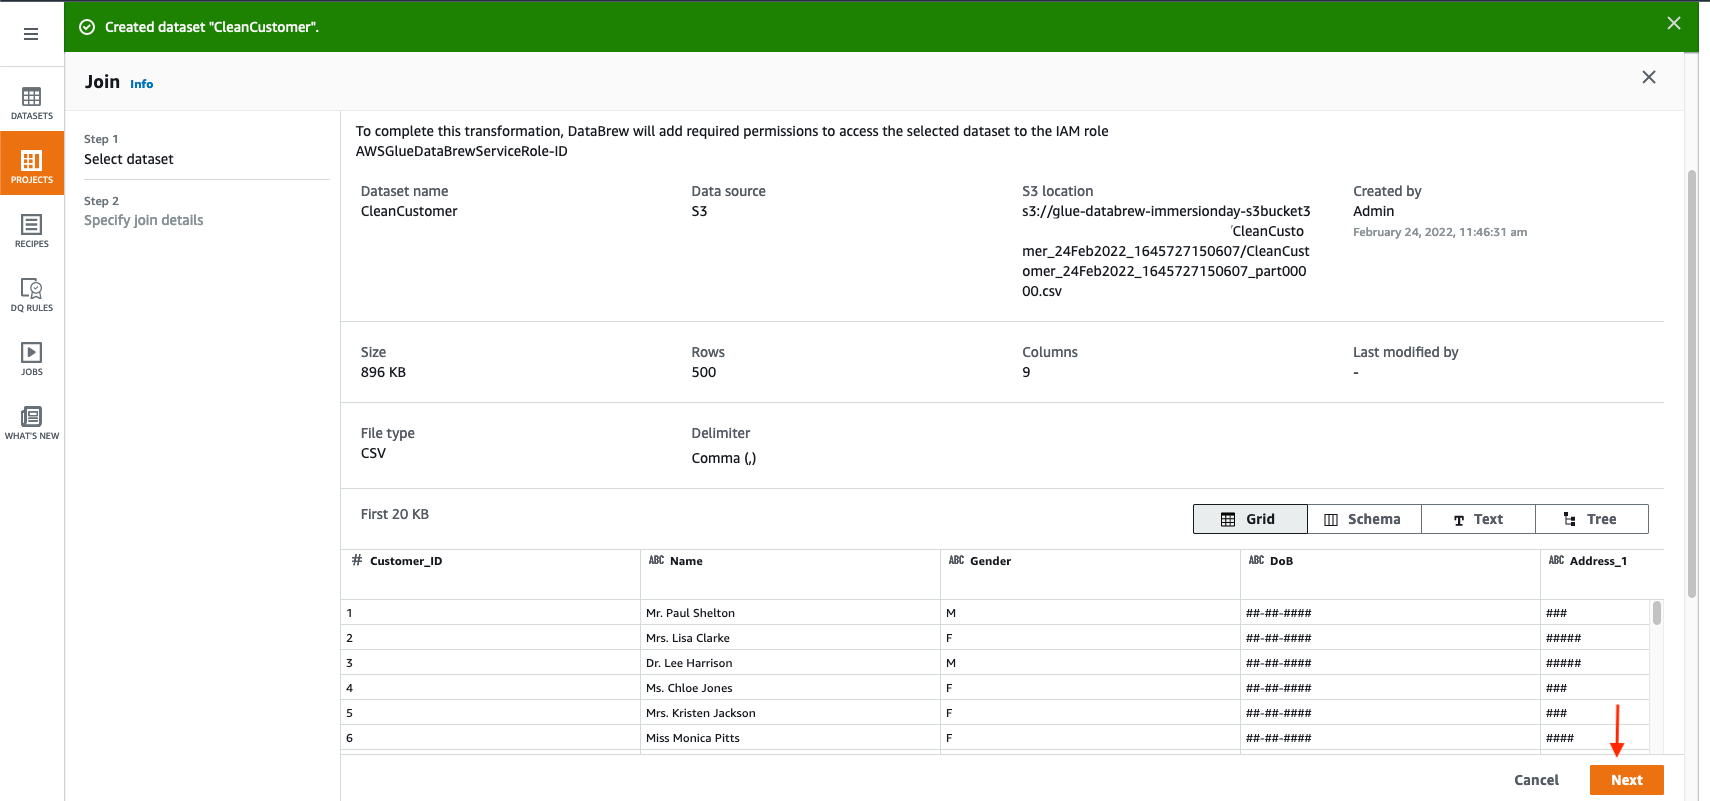 Created dataset "CleanCustomer".
Join Info
DATASETS
PROJECTS
RECIPES
DQ RULES
JOBS
WHAT'S NEW
Step 1
Select dataset
Step 2
Specify join details
To complete this transformation, DataBrew will add required permissions to access the selected dataset to the IAM role
AWSGlueDataBrewServiceRole-ID
Dataset name
CleanCustomer
Data source
S3
S3 location
s3://glue-databrew-immersionday-s3bucket3
/CleanCusto
mer_24Feb2022_1645727150607/CleanCust
omer_24Feb2022_1645727150607_part000
00.csv
Created by
Admin
February 24, 2022, 11:46:31 am
Size
896 KB
Rows
500
Columns
9
Last modified by
-
File type
CSV
Delimiter
Comma (,)
First 20 KB
Grid Schema Text Tree
# Customer_ID ABC Name ABC Gender ABC DoB ABC Address_1
1 Mr. Paul Shelton M ##-##-#### ###
2 Mrs. Lisa Clarke F ##-##-#### #####
3 Dr. Lee Harrison M ##-##-#### #####
4 Ms. Chloe Jones F ##-##-#### ###
5 Mrs. Kristen Jackson F ##-##-#### ###
6 Miss Monica Pitts F ##-##-#### ####
Cancel Next